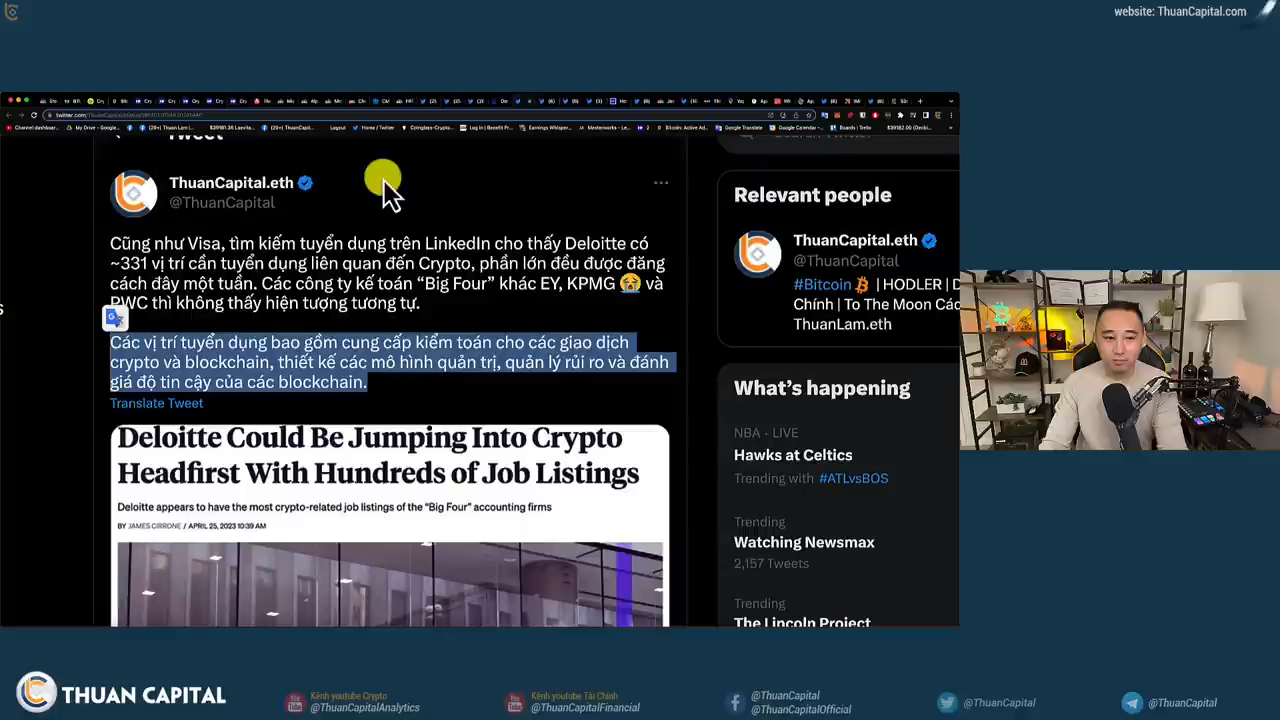 website: ThuanCapital.com
Tweet
ThuanCapital.eth
@ThuanCapital
Cũng như Visa, tìm kiếm tuyển dụng trên LinkedIn cho thấy Deloitte có
~331 vị trí cần tuyển dụng liên quan đến Crypto, phần lớn đều được đăng
cách đây một tuần. Các công ty kế toán “Big Four” khác EY, KPMG 😭 và
PWC thì không thấy hiện tượng tương tự.
Các vị trí tuyển dụng bao gồm cung cấp kiểm toán cho các giao dịch
crypto và blockchain, thiết kế các mô hình quản trị, quản lý rủi ro và đánh
giá độ tin cậy của các blockchain.
Translate Tweet
Deloitte Could Be Jumping Into Crypto
Headfirst With Hundreds of Job Listings
Deloitte appears to have the most crypto-related job listings of the “Big Four” accounting firms
BY JAMES CIRRONE / APRIL 25, 2023 10:39 AM
Relevant people
ThuanCapital.eth
@ThuanCapital
#Bitcoin | HODLER | D
Chính | To The Moon Các
ThuanLam.eth
What’s happening
NBA · LIVE
Hawks at Celtics
Trending with #ATLvsBOS
Trending
Watching Newsmax
2,157 Tweets
Trending
The Lincoln Project
THUAN CAPITAL
Kênh youtube Crypto
@ThuanCapitalAnalytics
Kênh youtube Tài Chính
@ThuanCapitalFinancial
@ThuanCapital
@ThuanCapitalOfficial
@ThuanCapital
@ThuanCapital